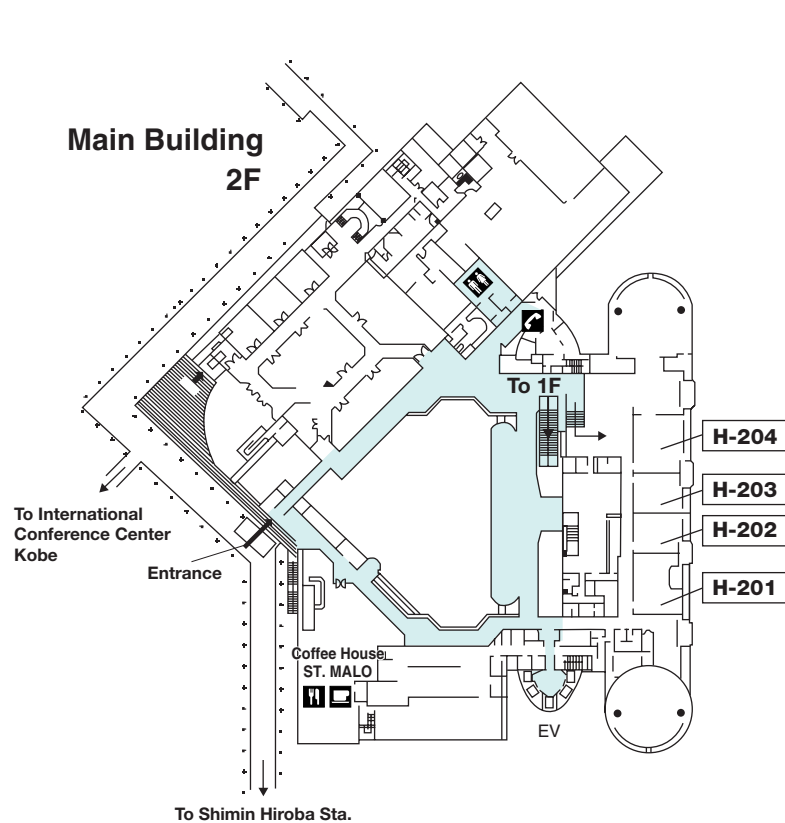 Main Building
2F
To 1F
H-204
H-203
H-202
H-201
To International
Conference Center
Kobe
Entrance
Coffee House
ST. MALO
EV
To Shimin Hiroba Sta.